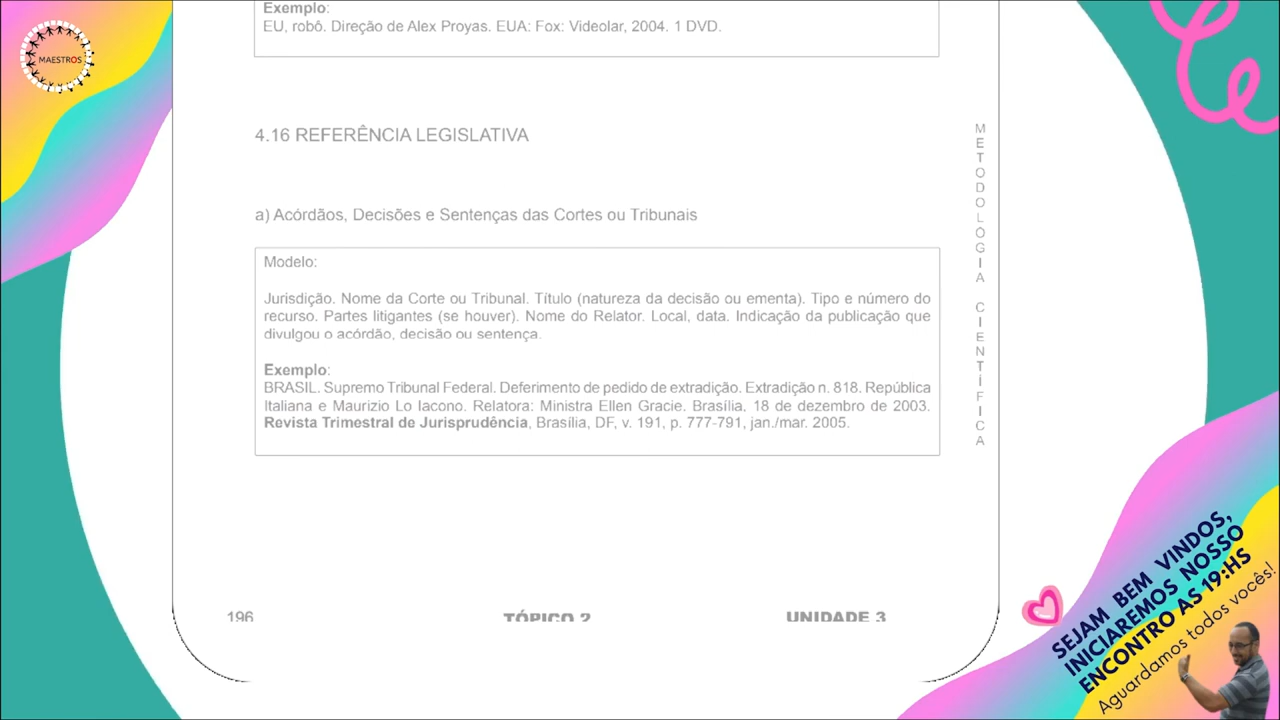 MAESTROS
Exemplo:
EU, robô. Direção de Alex Proyas. EUA: Fox: Videolar, 2004. 1 DVD.
4.16 REFERÊNCIA LEGISLATIVA
a) Acórdãos, Decisões e Sentenças das Cortes ou Tribunais
Modelo:
Jurisdição. Nome da Corte ou Tribunal. Título (natureza da decisão ou ementa). Tipo e número do
recurso. Partes litigantes (se houver). Nome do Relator. Local, data. Indicação da publicação que
divulgou o acórdão, decisão ou sentença.
Exemplo:
BRASIL. Supremo Tribunal Federal. Deferimento de pedido de extradição. Extradição n. 818. República
Italiana e Maurizio Lo Iacono. Relatora: Ministra Ellen Gracie. Brasília, 18 de dezembro de 2003.
Revista Trimestral de Jurisprudência, Brasília, DF, v. 191, p. 777-791, jan./mar. 2005.
METODOLOGIA CIENTÍFICA
196
TÓPICO 2
UNIDADE 3
SEJAM BEM VINDOS,
INICIAREMOS NOSSO
ENCONTRO AS 19:HS
Aguardamos todos vocês!